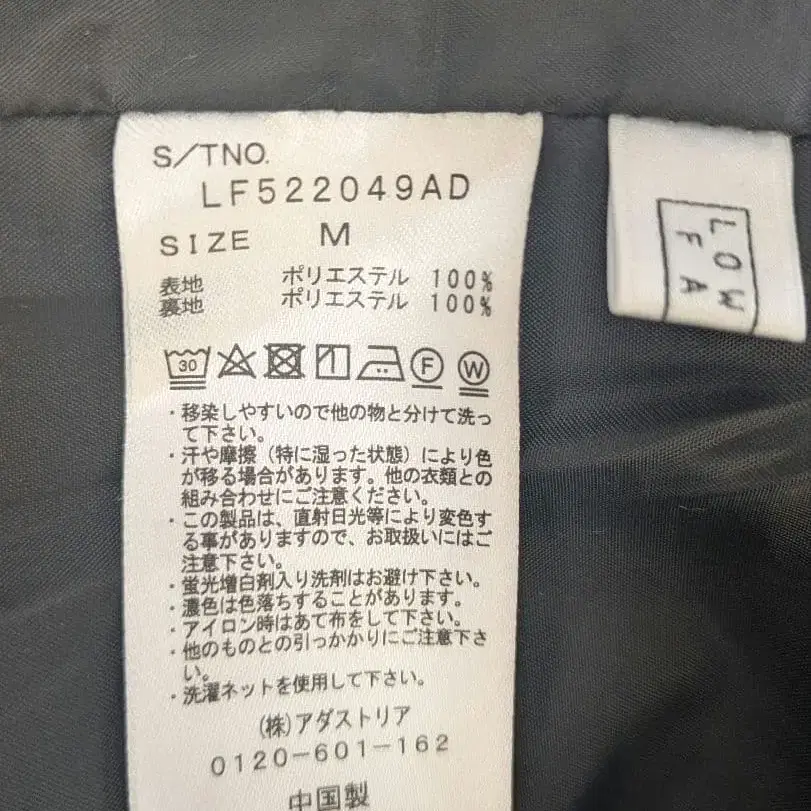 S/TNO.
LF522049AD
SIZE M
表地 ポリエステル 100%
裏地 ポリエステル 100%
30 F W
・移染しやすいので他の物と分けて洗っ
て下さい。
・汗や摩擦（特に湿った状態）により色
が移る場合があります。他の衣類との
組み合わせにご注意ください。
・この製品は、直射日光等により変色す
る事がありますので、お取扱いにはご
注意下さい。
・蛍光増白剤入り洗剤はお避け下さい。
・濃色は色落ちすることがあります。
・アイロン時はあて布をして下さい。
・他のものとの引っかかりにご注意下さ
い。
・洗濯ネットを使用して下さい。
(株)アダストリア
0120-601-162
中国製
LOW
FA